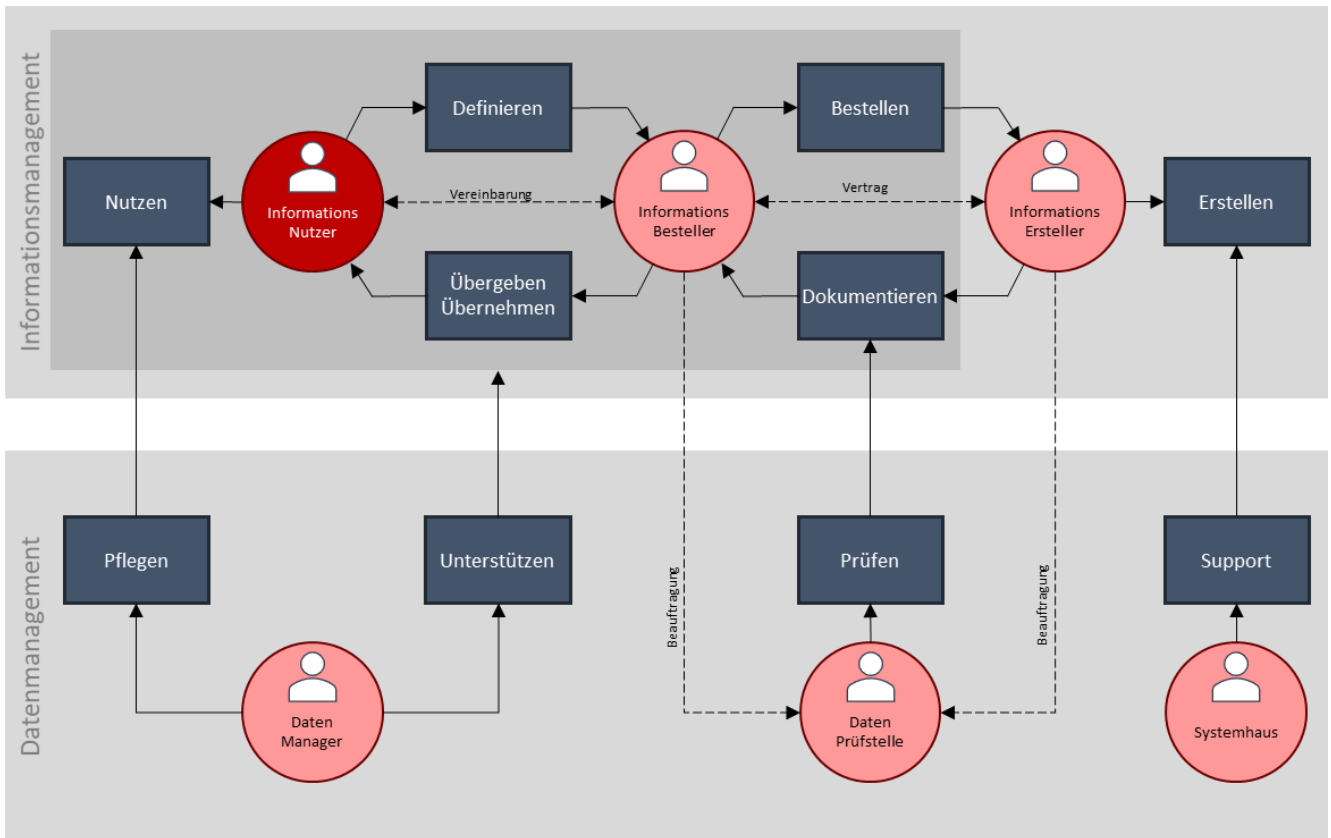 Informationsmanagement
Definieren
Bestellen
Nutzen
Informations
Nutzer
Vereinbarung
Informations
Besteller
Vertrag
Informations
Ersteller
Erstellen
Übergeben
Übernehmen
Dokumentieren
Datenmanagement
Pflegen
Unterstützen
Beauftragung
Prüfen
Beauftragung
Support
Daten
Manager
Daten
Prüfstelle
Systemhaus